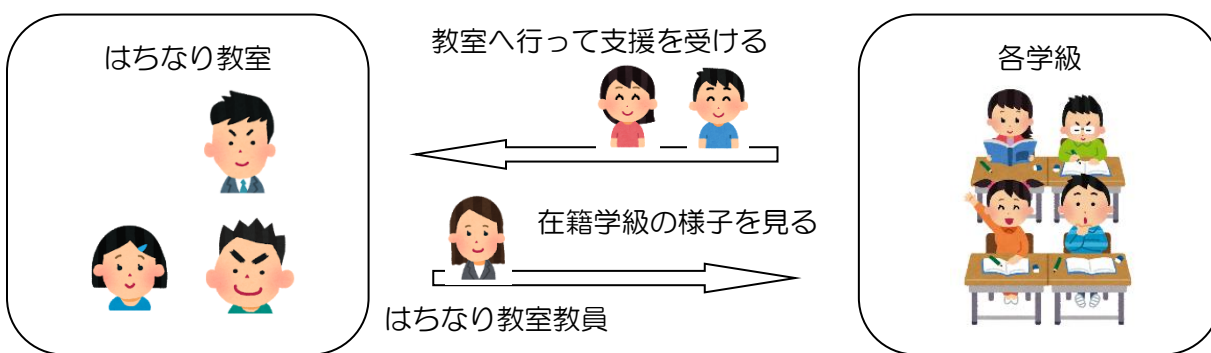 はちなり教室
教室へ行って支援を受ける
各学級
在籍学級の様子を見る
はちなり教室教員